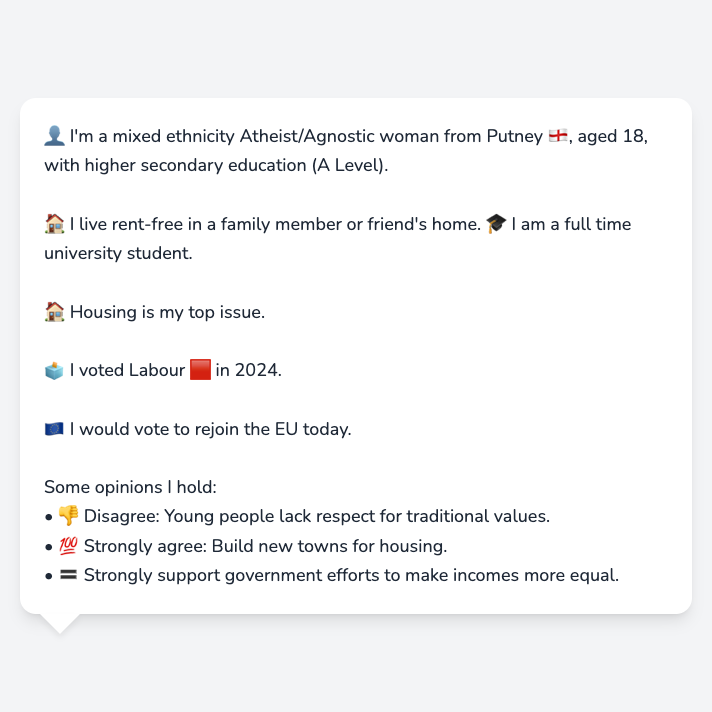 👤 I'm a mixed ethnicity Atheist/Agnostic woman from Putney 🏴󠁧󠁢󠁥󠁮󠁧󠁿, aged 18,
with higher secondary education (A Level).
🏠 I live rent-free in a family member or friend's home. 🎓 I am a full time
university student.
🏠 Housing is my top issue.
🗳️ I voted Labour 🟥 in 2024.
🇪🇺 I would vote to rejoin the EU today.
Some opinions I hold:
• 👎 Disagree: Young people lack respect for traditional values.
• 💯 Strongly agree: Build new towns for housing.
• 🟰 Strongly support government efforts to make incomes more equal.